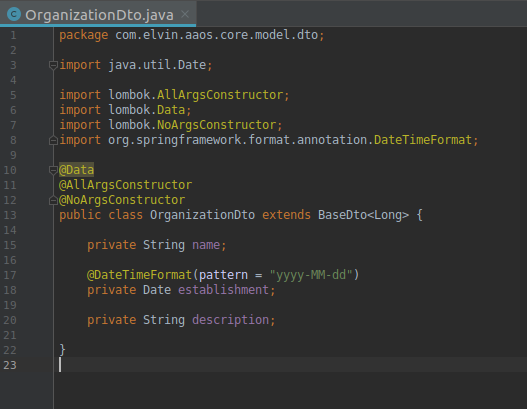 OrganizationDto.java
1 package com.elvin.aaos.core.model.dto;
2
3 import java.util.Date;
4
5 import lombok.AllArgsConstructor;
6 import lombok.Data;
7 import lombok.NoArgsConstructor;
8 import org.springframework.format.annotation.DateTimeFormat;
9
10 @Data
11 @AllArgsConstructor
12 @NoArgsConstructor
13 public class OrganizationDto extends BaseDto<Long> {
14
15 private String name;
16
17 @DateTimeFormat(pattern = "yyyy-MM-dd")
18 private Date establishment;
19
20 private String description;
21
22 }
23